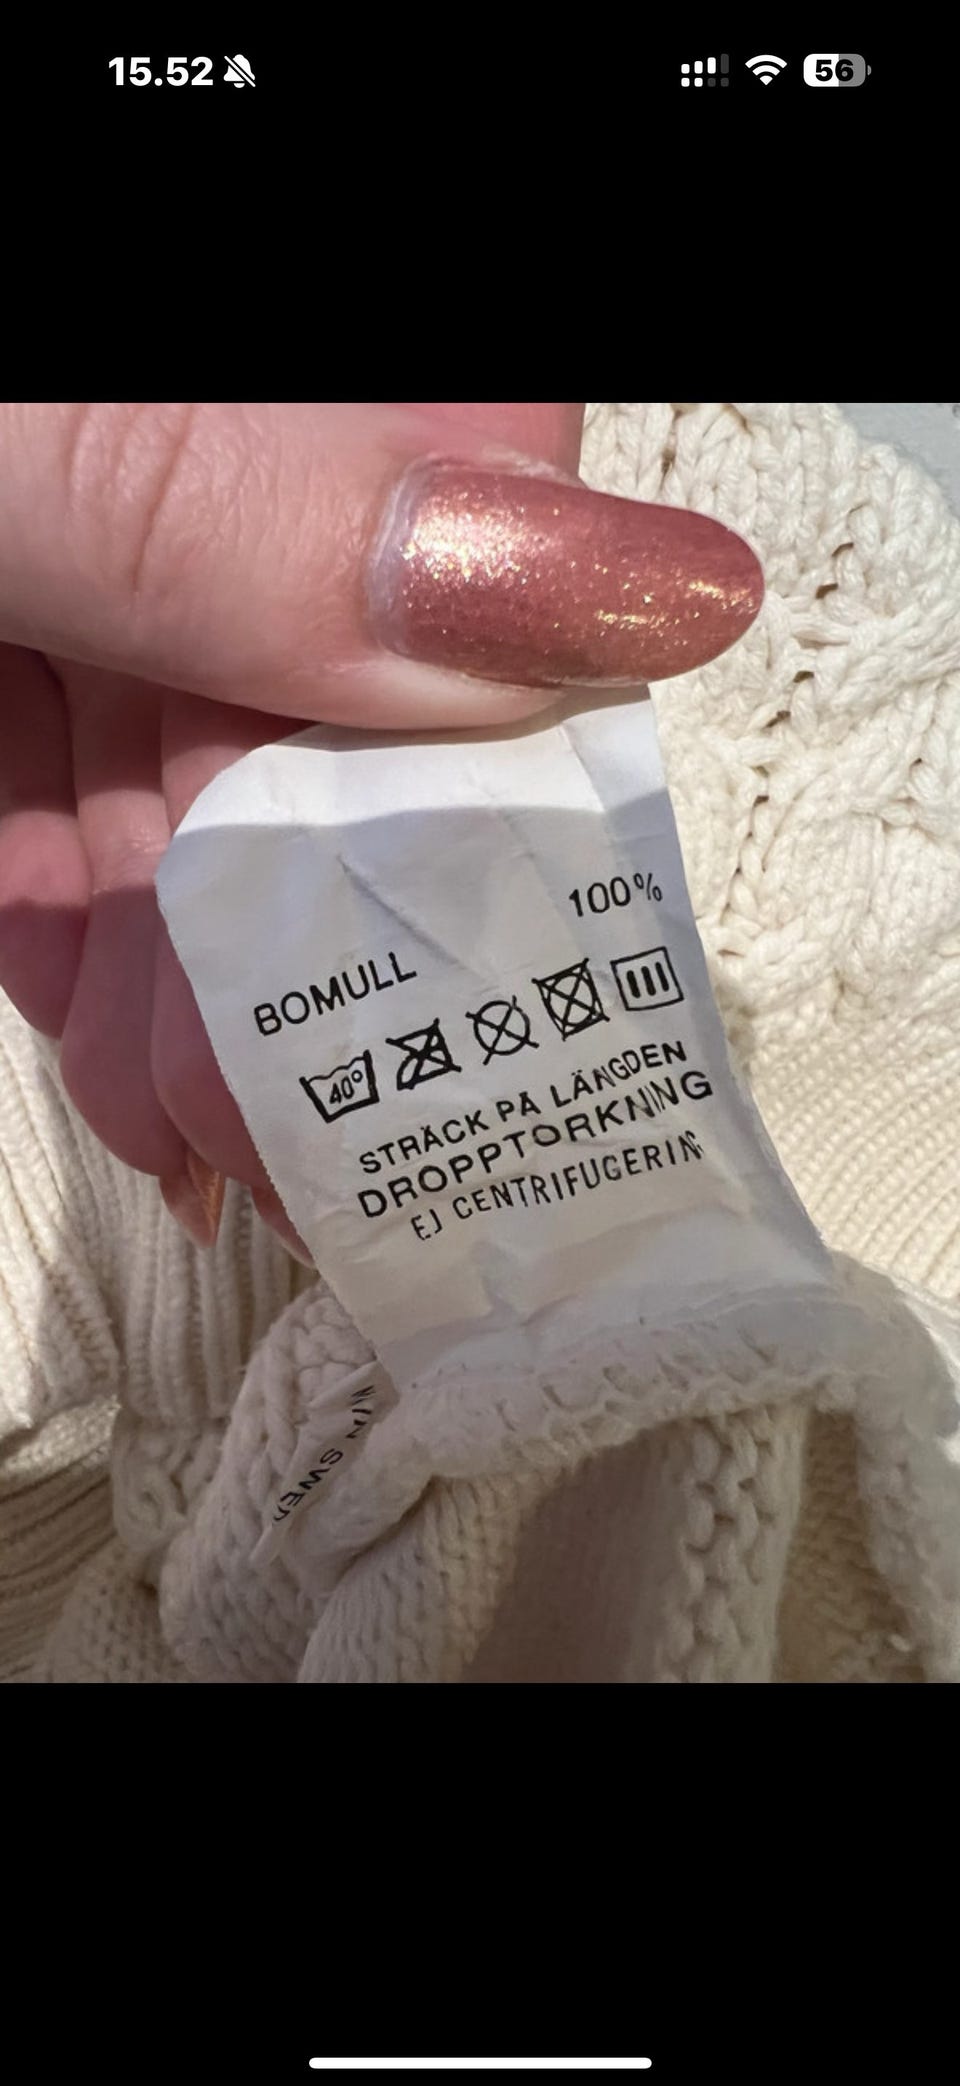 15.52
56
100%
BOMULL
40°
STRÄCK PÅ LÄNGDEN
DROPPTORKNING
EJ CENTRIFUGERING